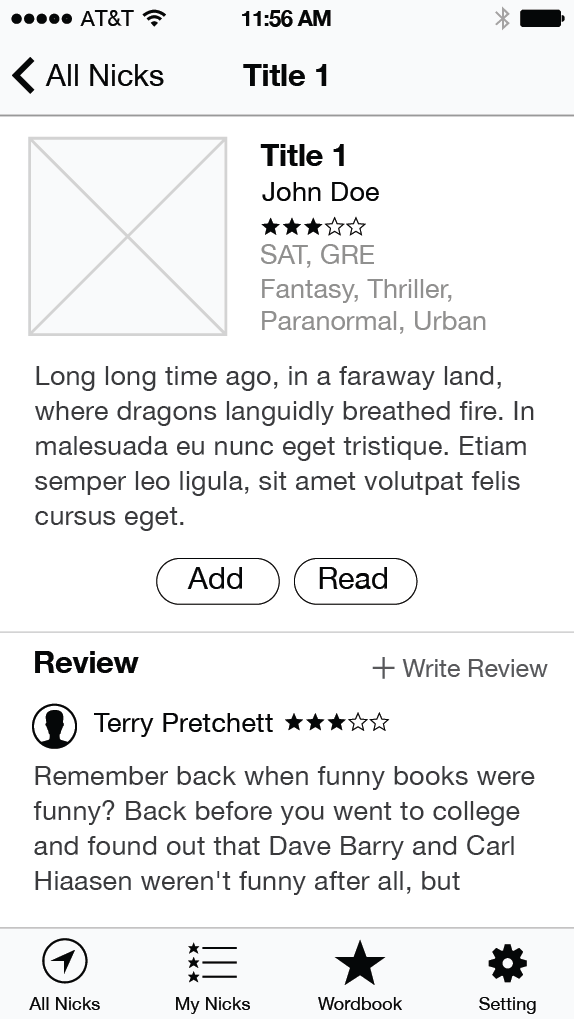 AT&T 11:56 AM
All Nicks Title 1
Title 1
John Doe
SAT, GRE
Fantasy, Thriller,
Paranormal, Urban
Long long time ago, in a faraway land,
where dragons languidly breathed fire. In
malesuada eu nunc eget tristique. Etiam
semper leo ligula, sit amet volutpat felis
cursus eget.
Add Read
Review + Write Review
Terry Pretchett
Remember back when funny books were
funny? Back before you went to college
and found out that Dave Barry and Carl
Hiaasen weren't funny after all, but
All Nicks My Nicks Wordbook Setting